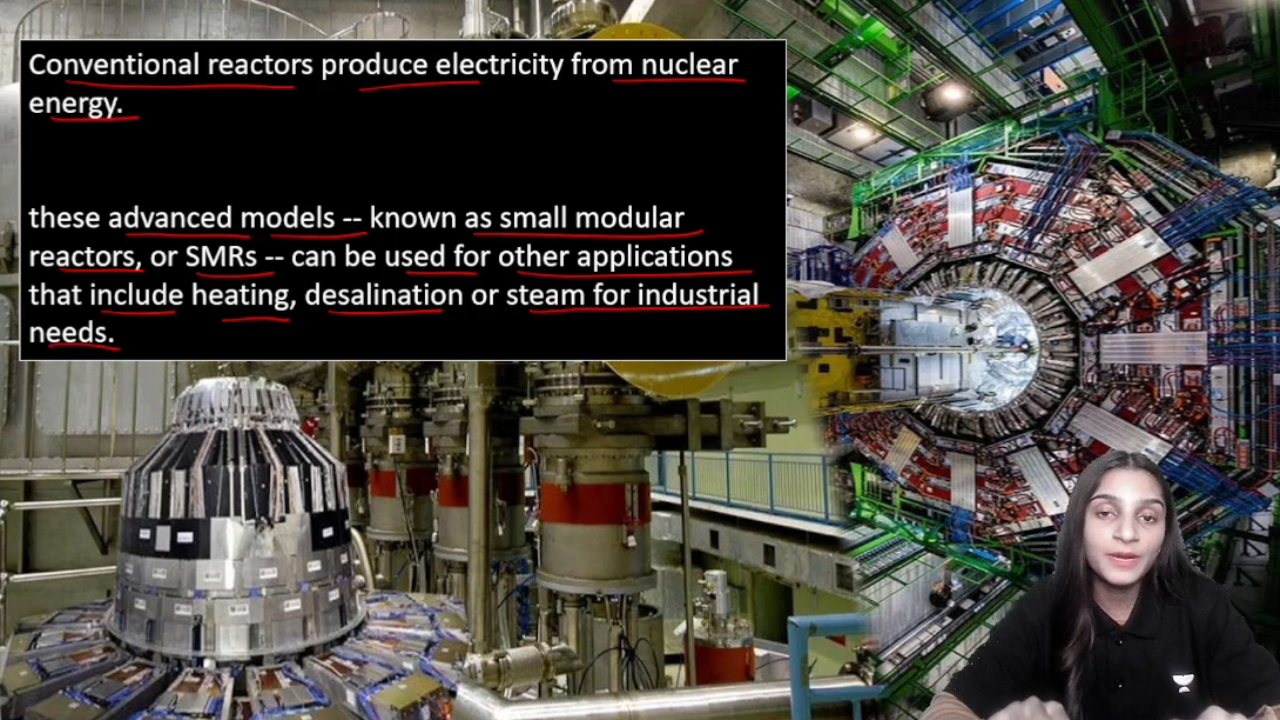 Conventional reactors produce electricity from nuclear
energy.
these advanced models -- known as small modular
reactors, or SMRs -- can be used for other applications
that include heating, desalination or steam for industrial
needs.